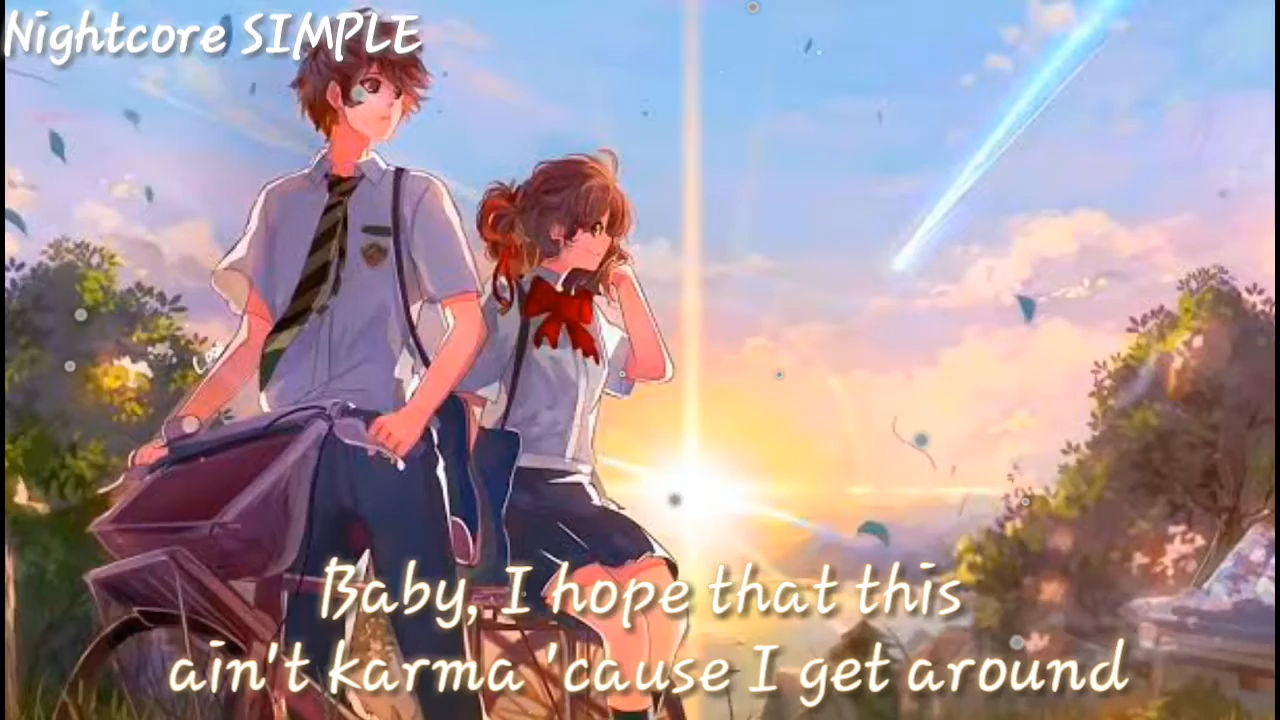 Nightcore SIMPLE
Baby, I hope that this
ain't karma 'cause I get around